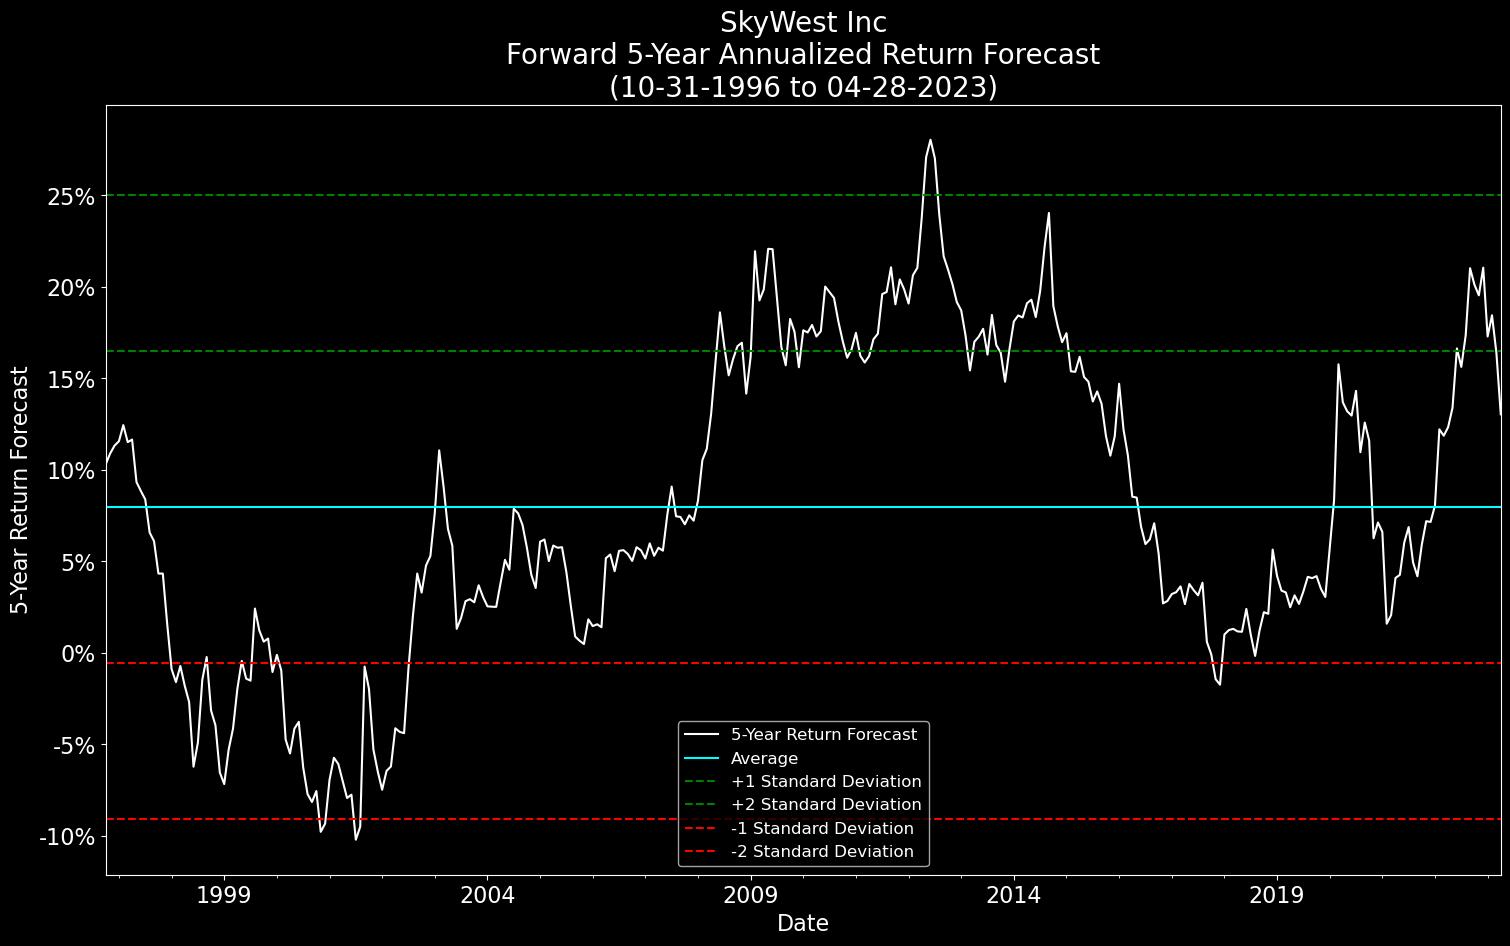 SkyWest Inc
Forward 5-Year Annualized Return Forecast
(10-31-1996 to 04-28-2023)
5-Year Return Forecast
25%
20%
15%
10%
5%
0%
-5%
-10%
5-Year Return Forecast
Average
+1 Standard Deviation
+2 Standard Deviation
-1 Standard Deviation
-2 Standard Deviation
1999 2004 2009 2014 2019
Date